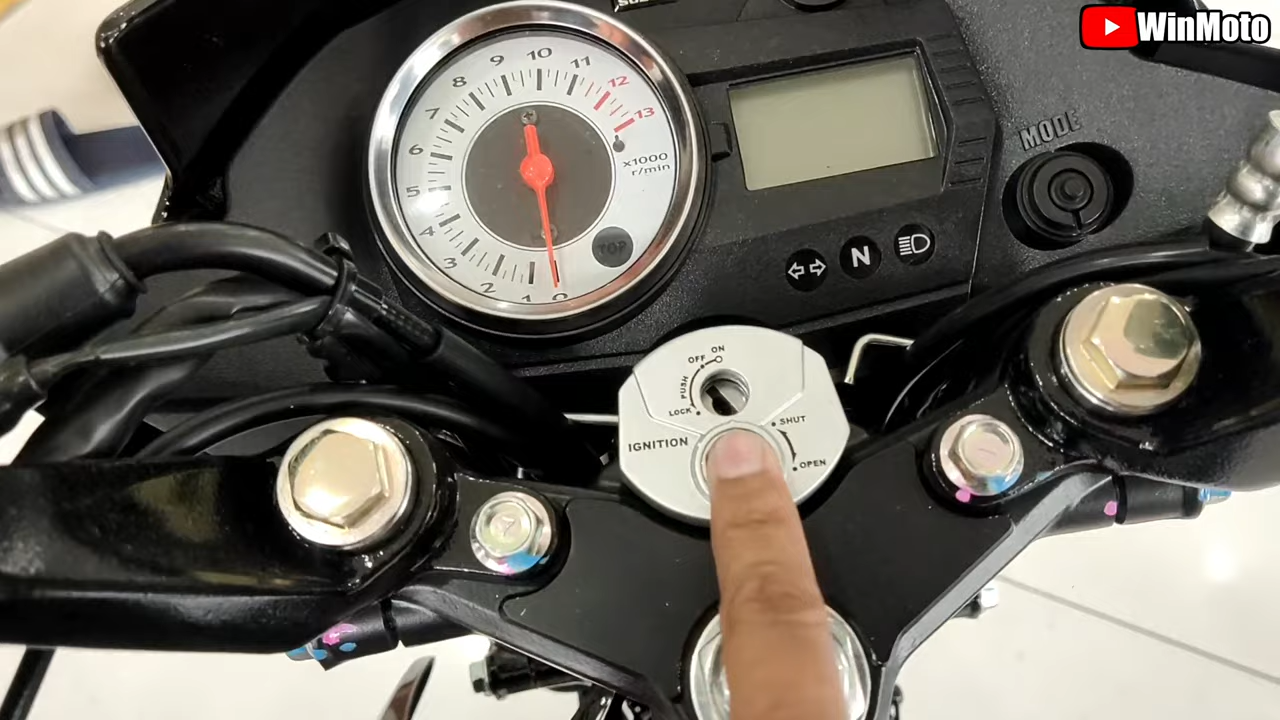 WinMoto
10
9
11
8
12
7
13
6
x1000
r/min
5
4
TOP
3
2
1
0
MODE
N
ON
OFF
PUSH
LOCK
SHUT
IGNITION
OPEN